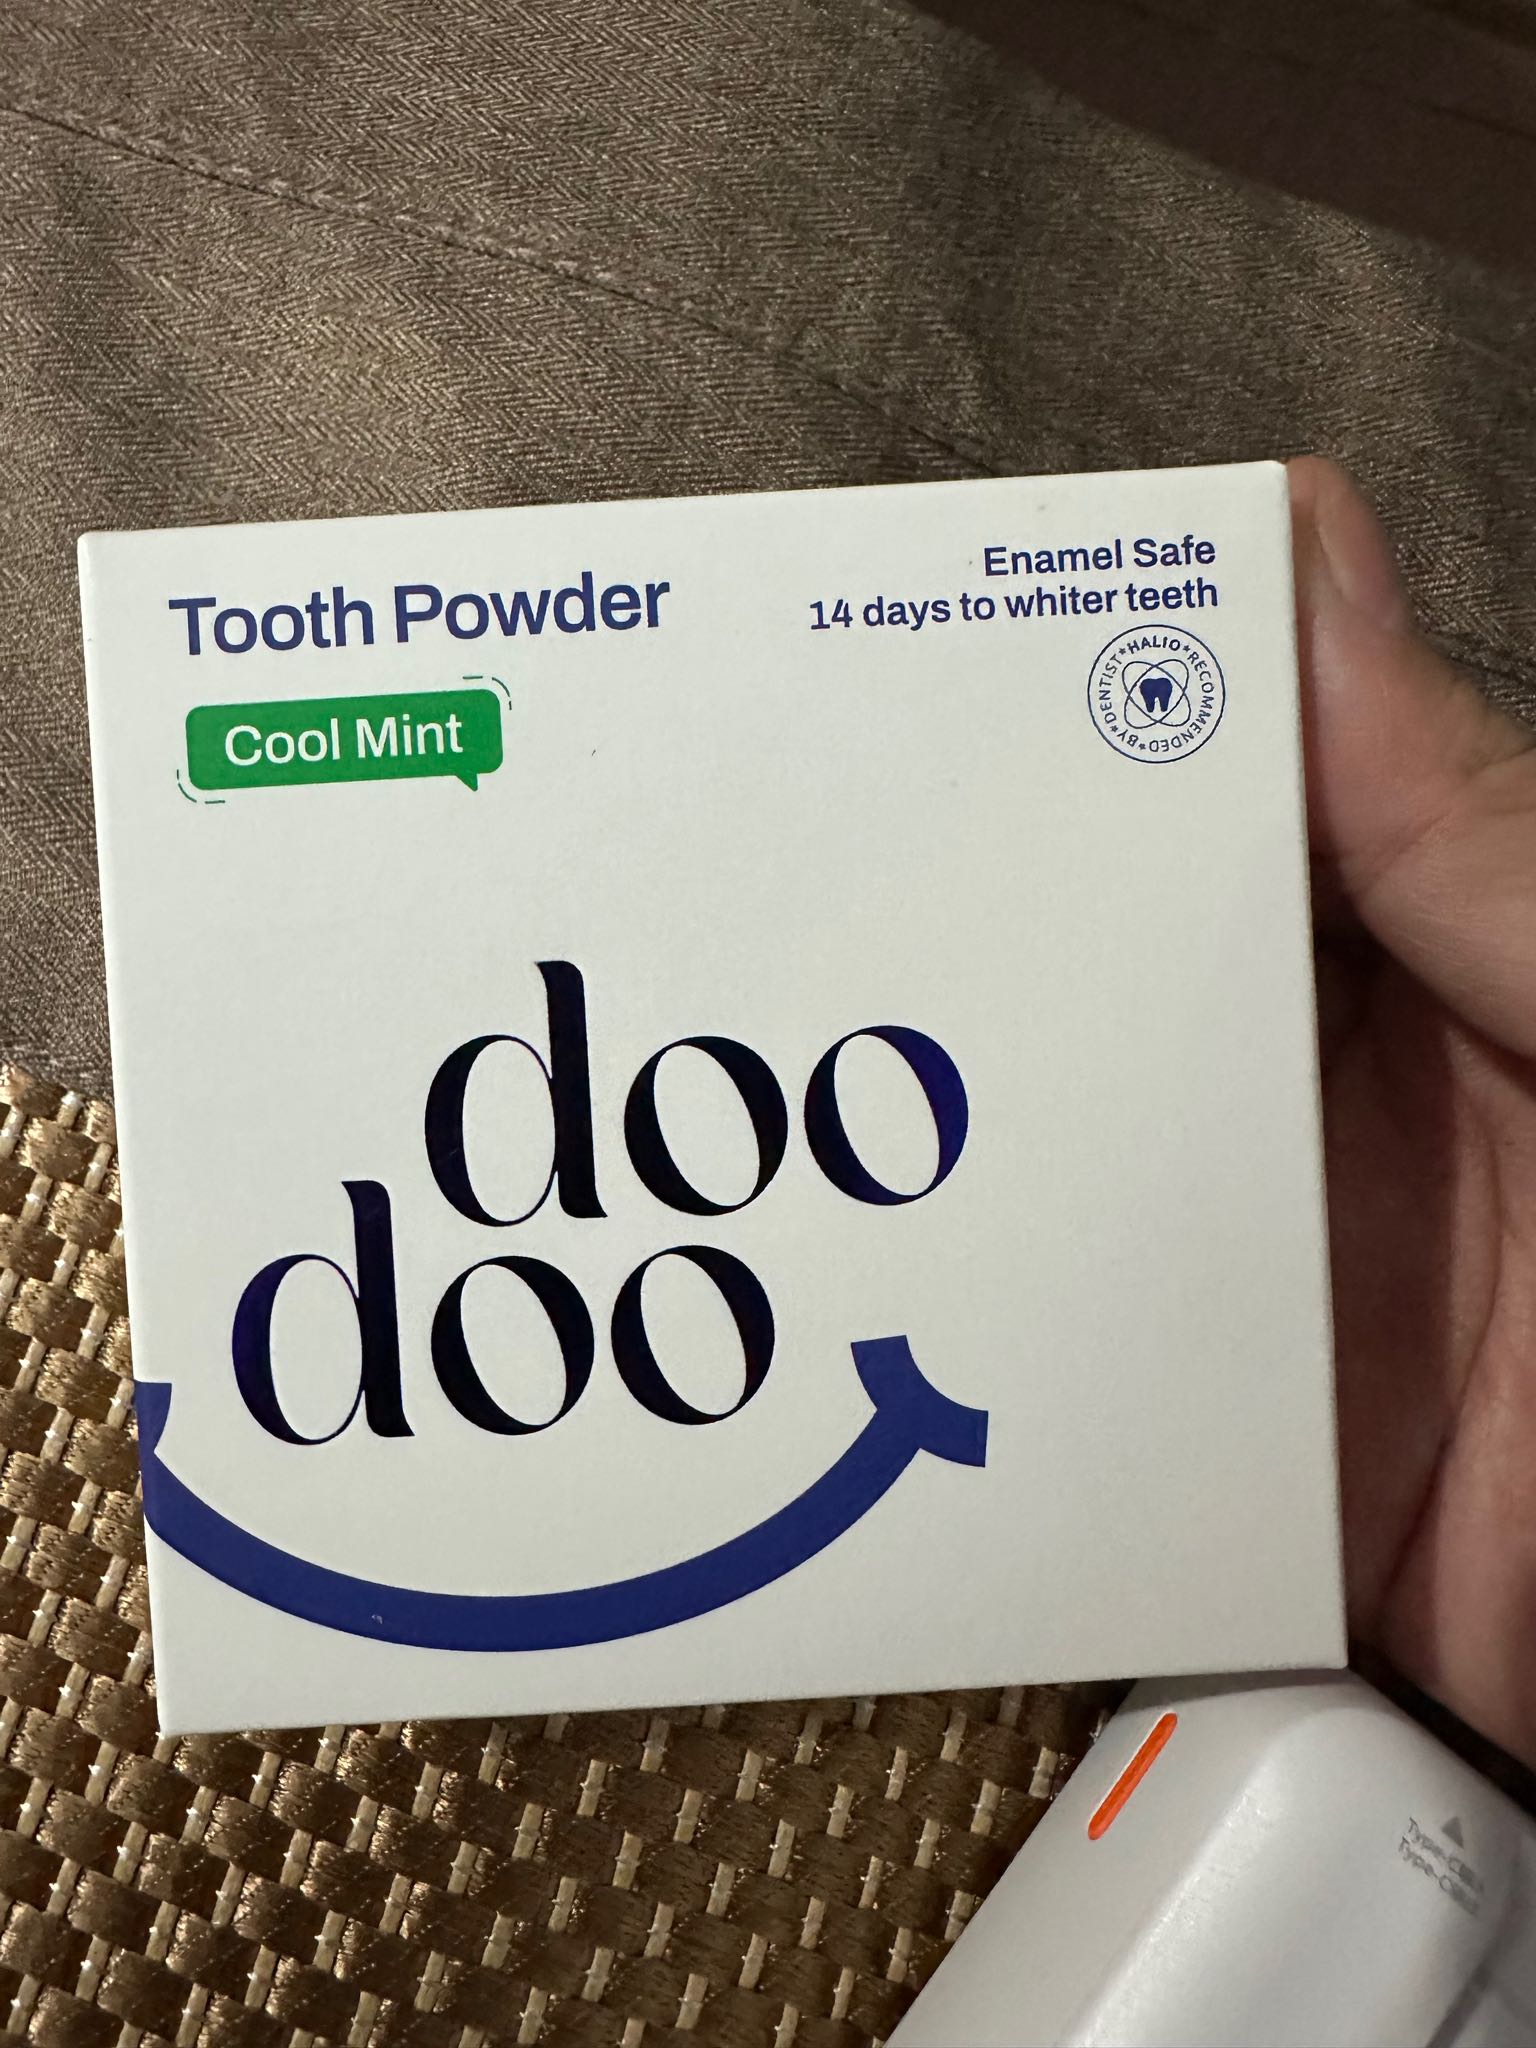 Tooth Powder
Enamel Safe
14 days to whiter teeth
Cool Mint
BY*DENTIST*HALIO*RECOMMENDED*
doo
doo